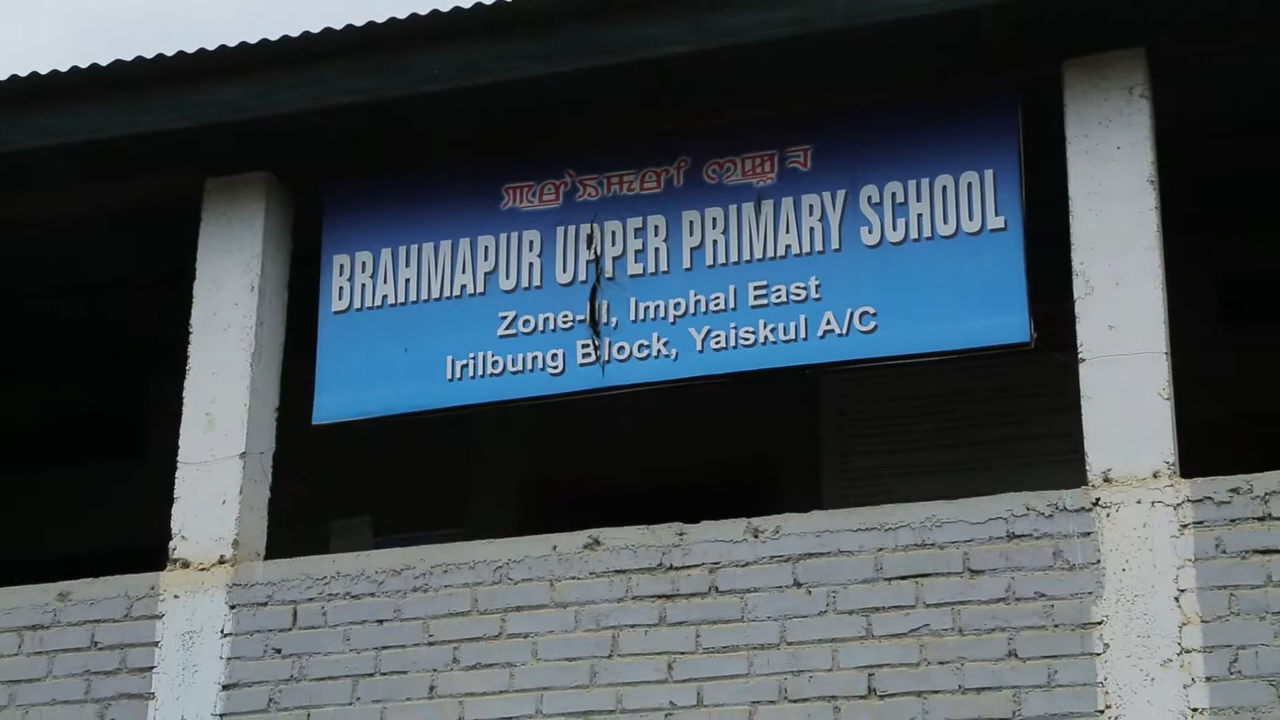 BRAHMAPUR UPPER PRIMARY SCHOOL
Zone-II, Imphal East
Irilbung Block, Yaiskul A/C